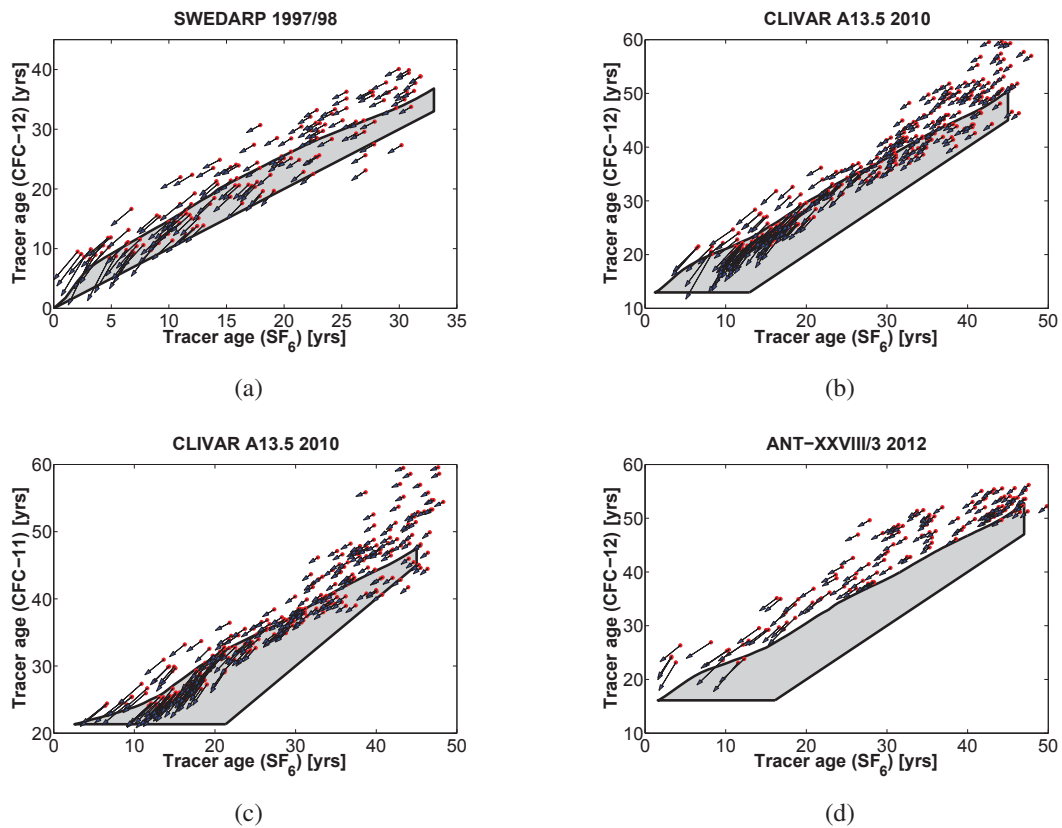 SWEDARP 1997/98
Tracer age (CFC−12) [yrs]
40
30
20
10
0
0 5 10 15 20 25 30 35
Tracer age (SF6) [yrs]
(a)
CLIVAR A13.5 2010
Tracer age (CFC−12) [yrs]
60
50
40
30
20
10
0 10 20 30 40 50
Tracer age (SF6) [yrs]
(b)
CLIVAR A13.5 2010
Tracer age (CFC−11) [yrs]
60
50
40
30
20
0 10 20 30 40 50
Tracer age (SF6) [yrs]
(c)
ANT−XXVIII/3 2012
Tracer age (CFC−12) [yrs]
60
50
40
30
20
10
0 10 20 30 40 50
Tracer age (SF6) [yrs]
(d)